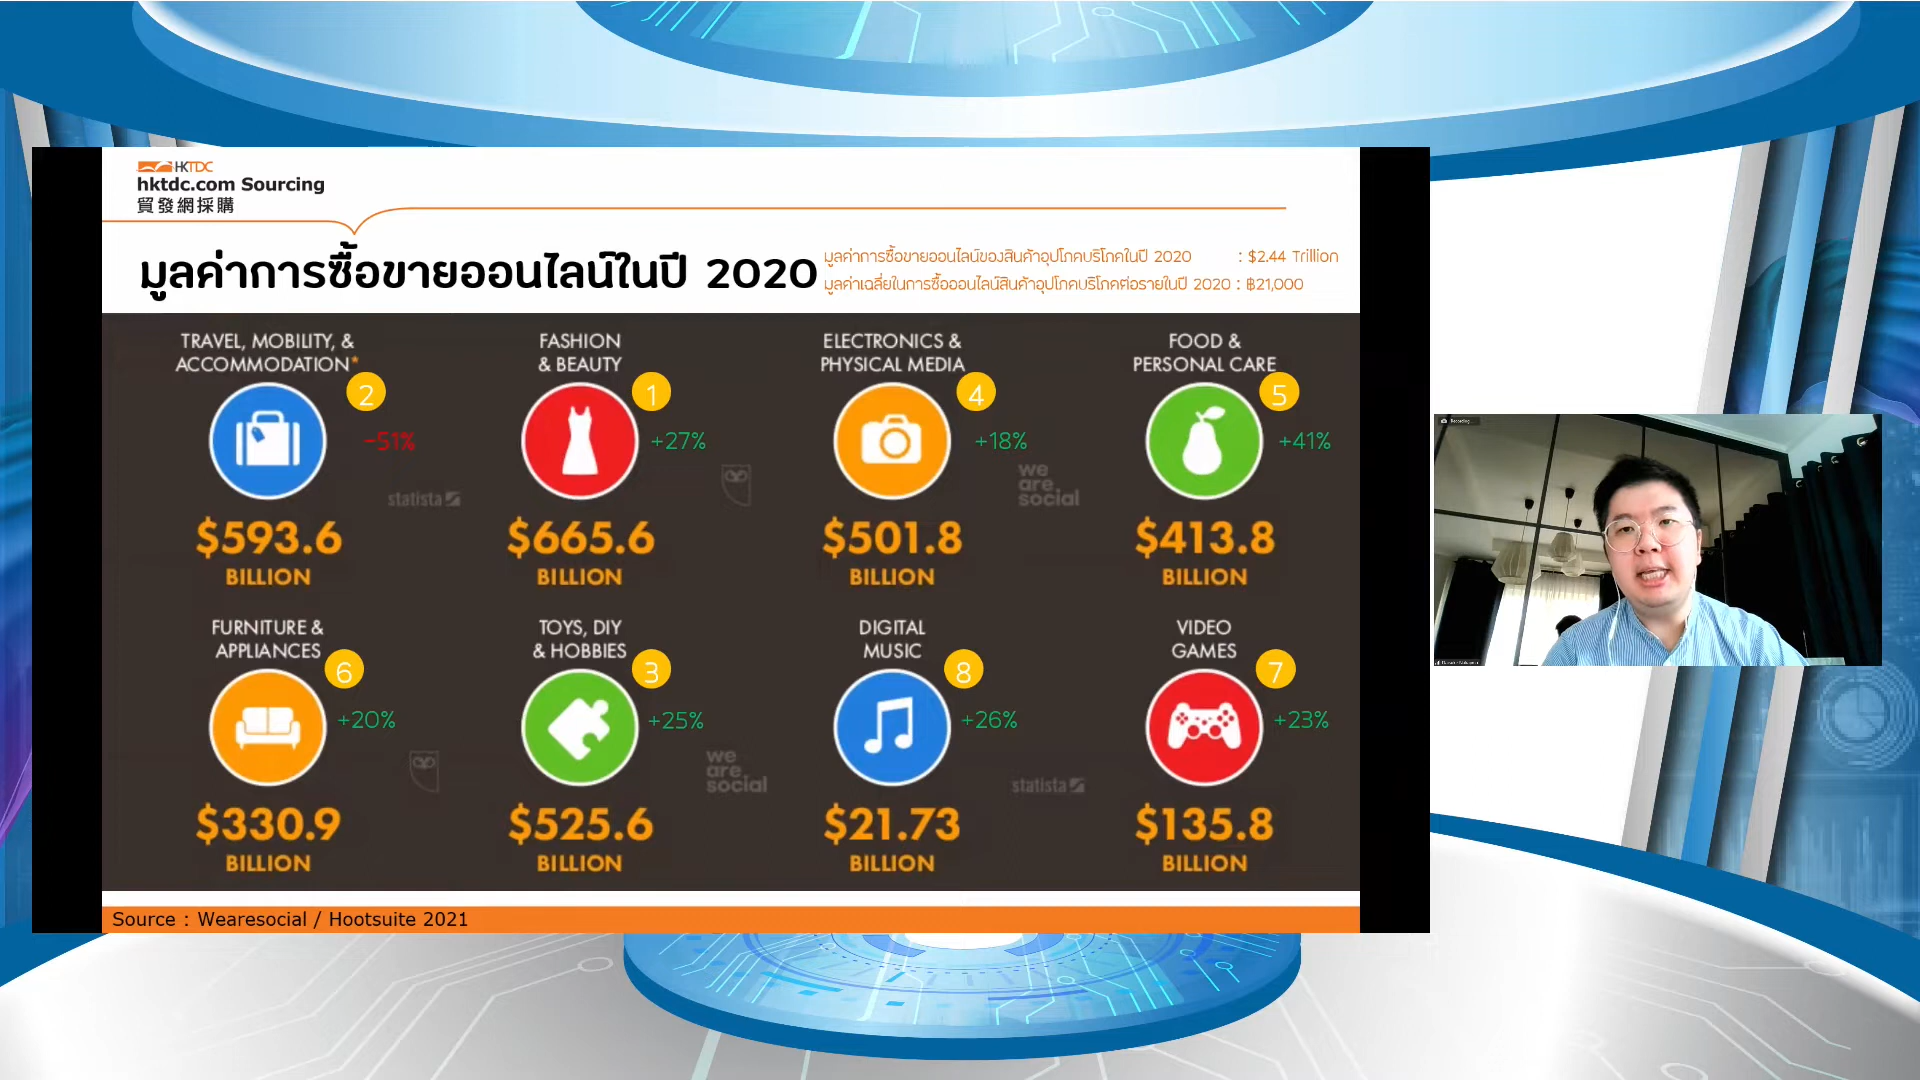 HKTDC
hktdc.com Sourcing
貿發網採購
มูลค่าการซื้อขายออนไลน์ในปี 2020
มูลค่าการซื้อขายออนไลน์ของสินค้าอุปโภคบริโภคในปี 2020 : $2.44 Trillion
มูลค่าเฉลี่ยในการซื้อออนไลน์สินค้าอุปโภคบริโภคต่อรายในปี 2020 : ฿21,000
TRAVEL, MOBILITY, &
ACCOMMODATION*
2
-51%
$593.6
BILLION
FASHION
& BEAUTY
1
+27%
$665.6
BILLION
ELECTRONICS &
PHYSICAL MEDIA
4
+18%
$501.8
BILLION
FOOD &
PERSONAL CARE
5
+41%
$413.8
BILLION
statista
we
are
social
FURNITURE &
APPLIANCES
6
+20%
$330.9
BILLION
TOYS, DIY
& HOBBIES
3
+25%
$525.6
BILLION
DIGITAL
MUSIC
8
+26%
$21.73
BILLION
VIDEO
GAMES
7
+23%
$135.8
BILLION
we
are
social
statista
Source : Wearesocial / Hootsuite 2021
Recording